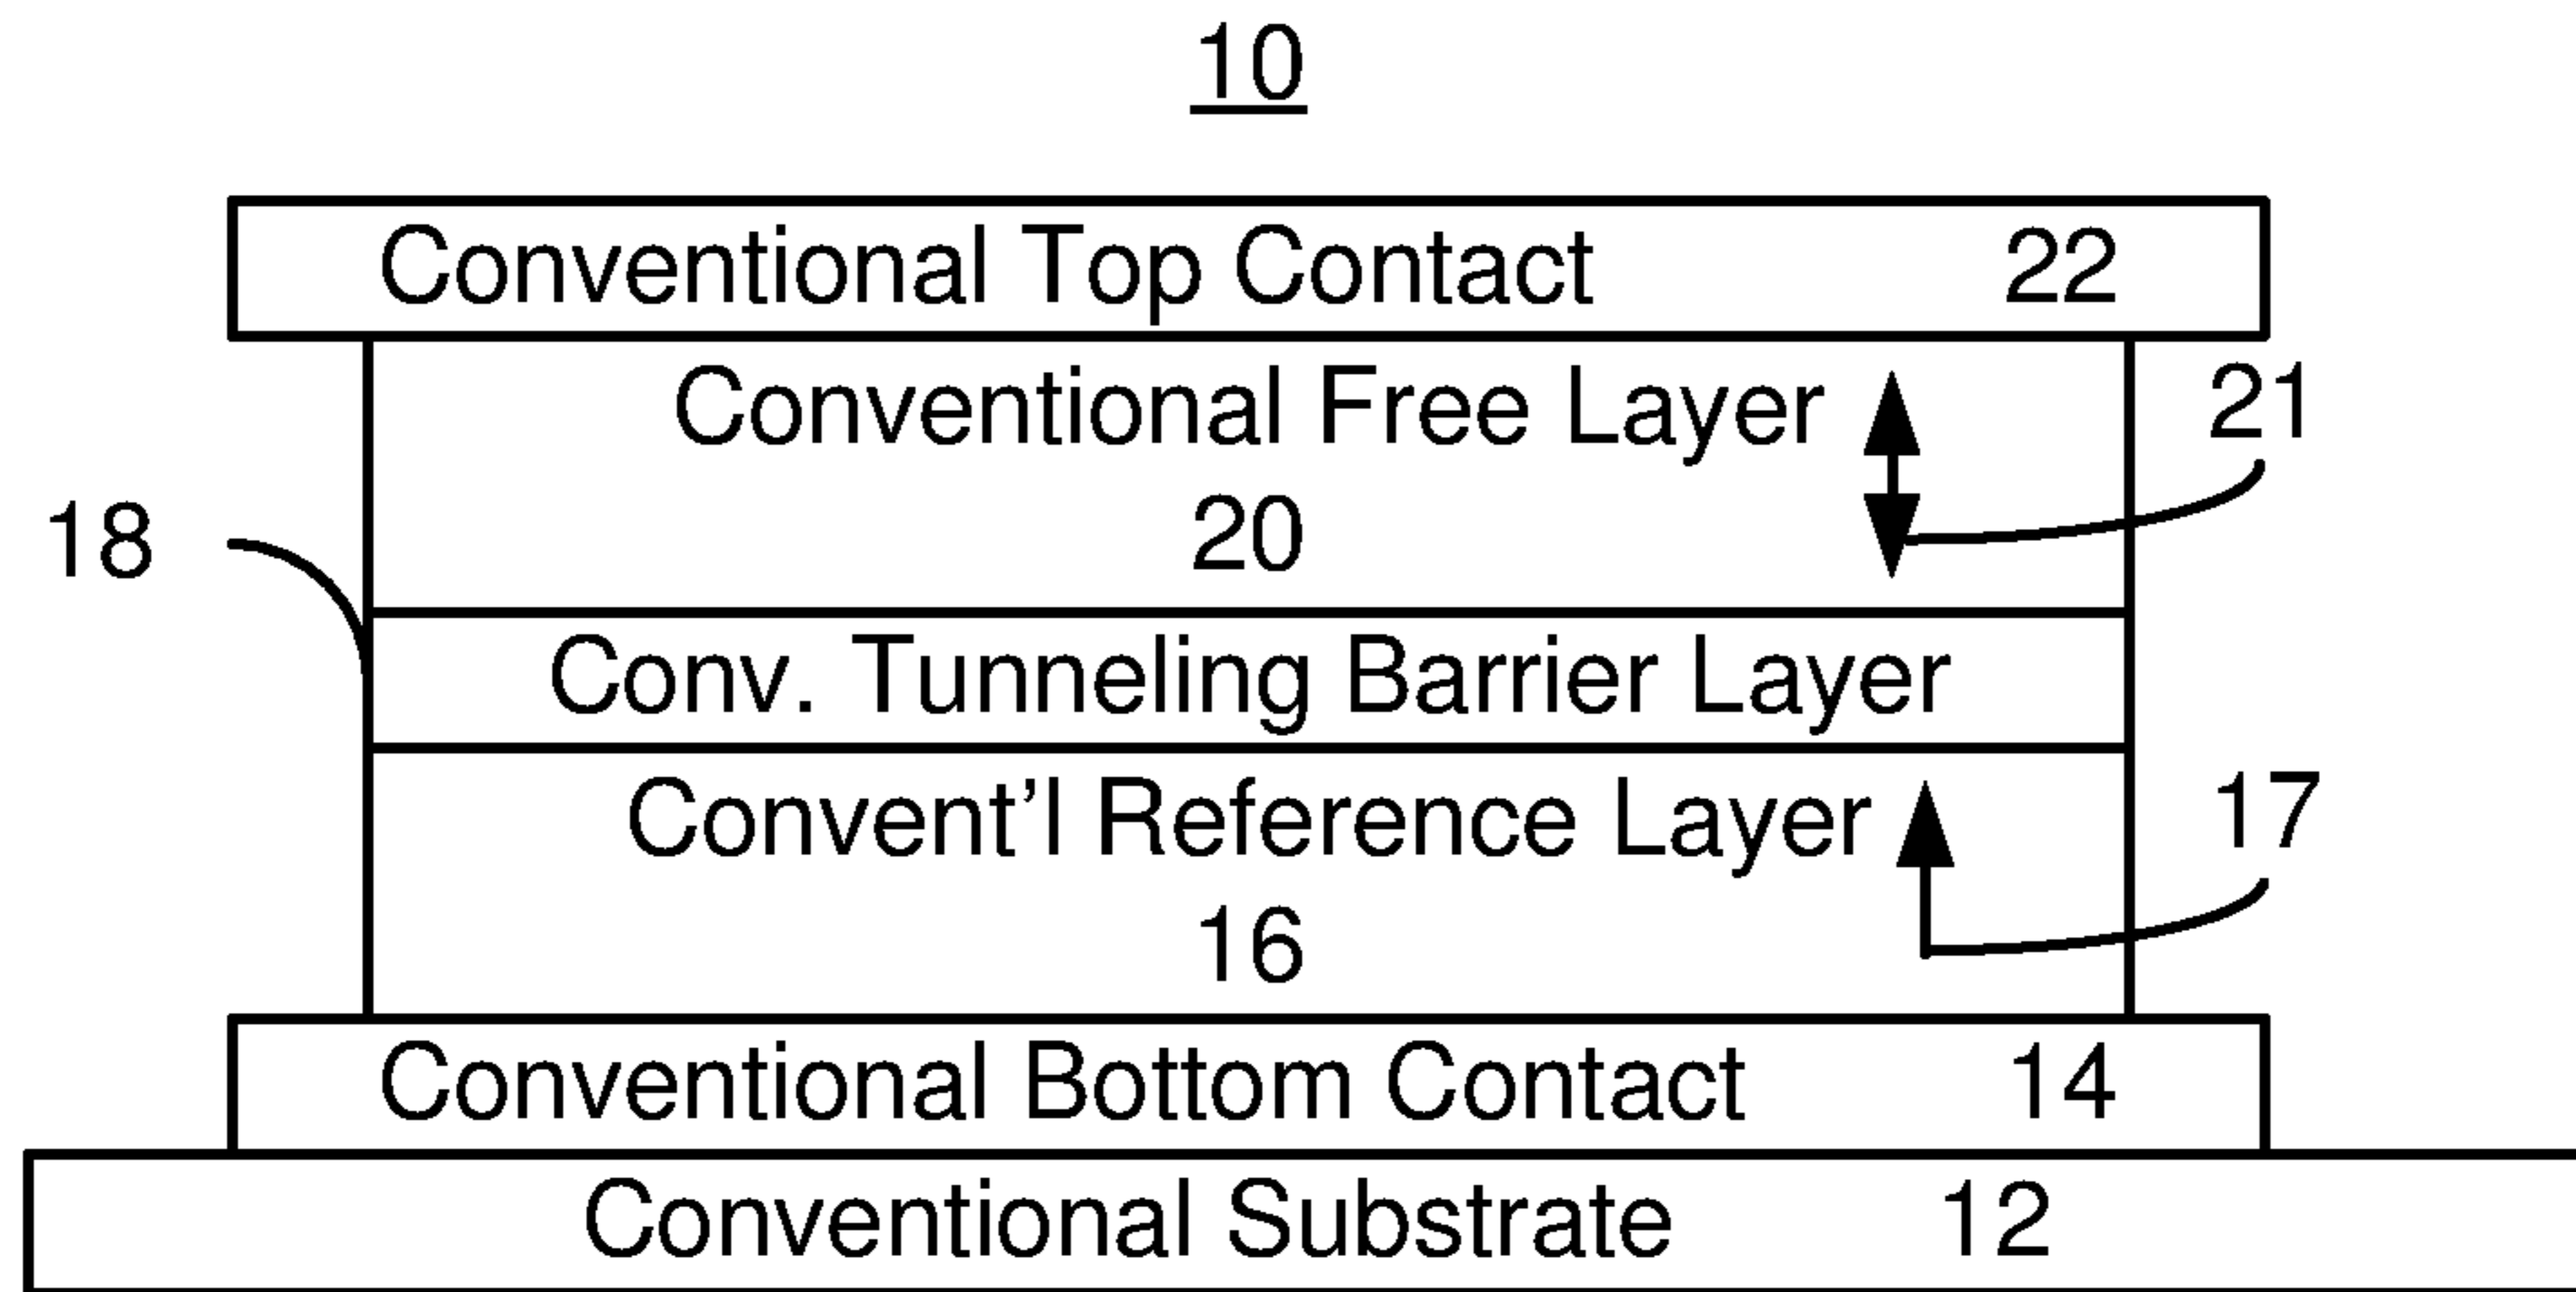 10
Conventional Top Contact 22
Conventional Free Layer
21
20
18
Conv. Tunneling Barrier Layer
Convent’l Reference Layer
17
16
Conventional Bottom Contact 14
Conventional Substrate 12